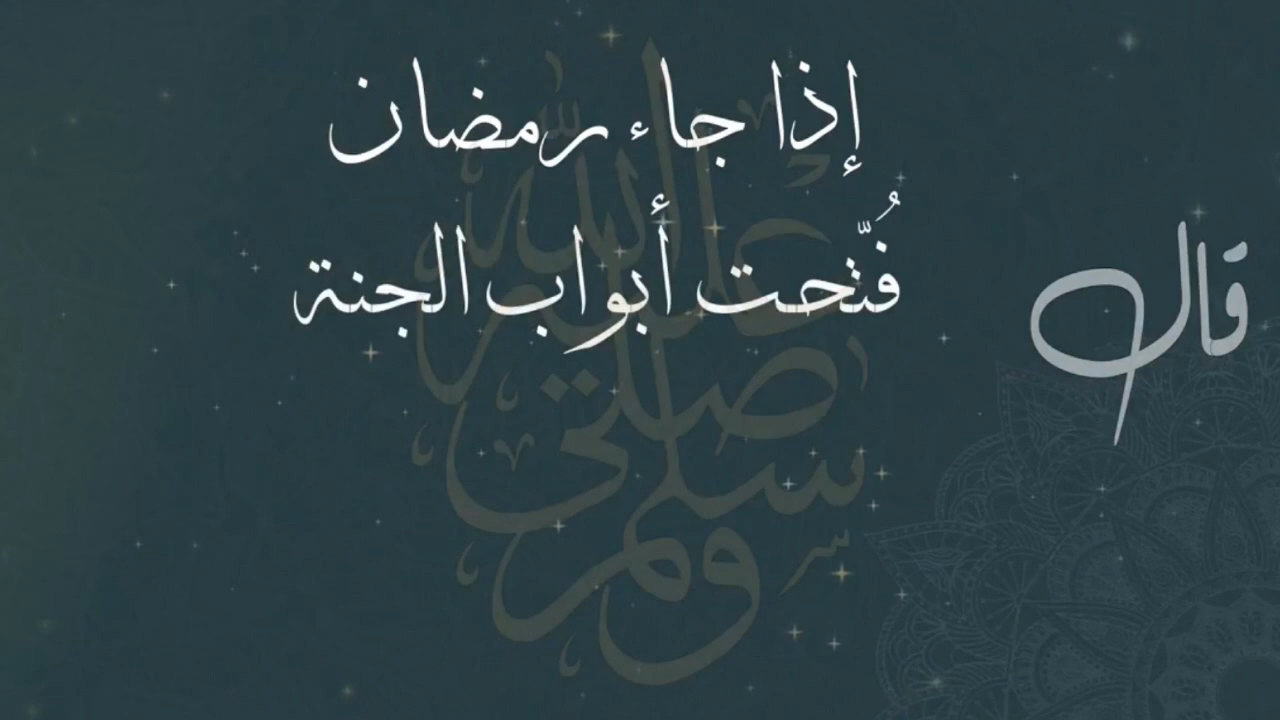 قال
إذا جاء رمضان
فُتّحت أبواب الجنة
صلى الله عليه وسلم